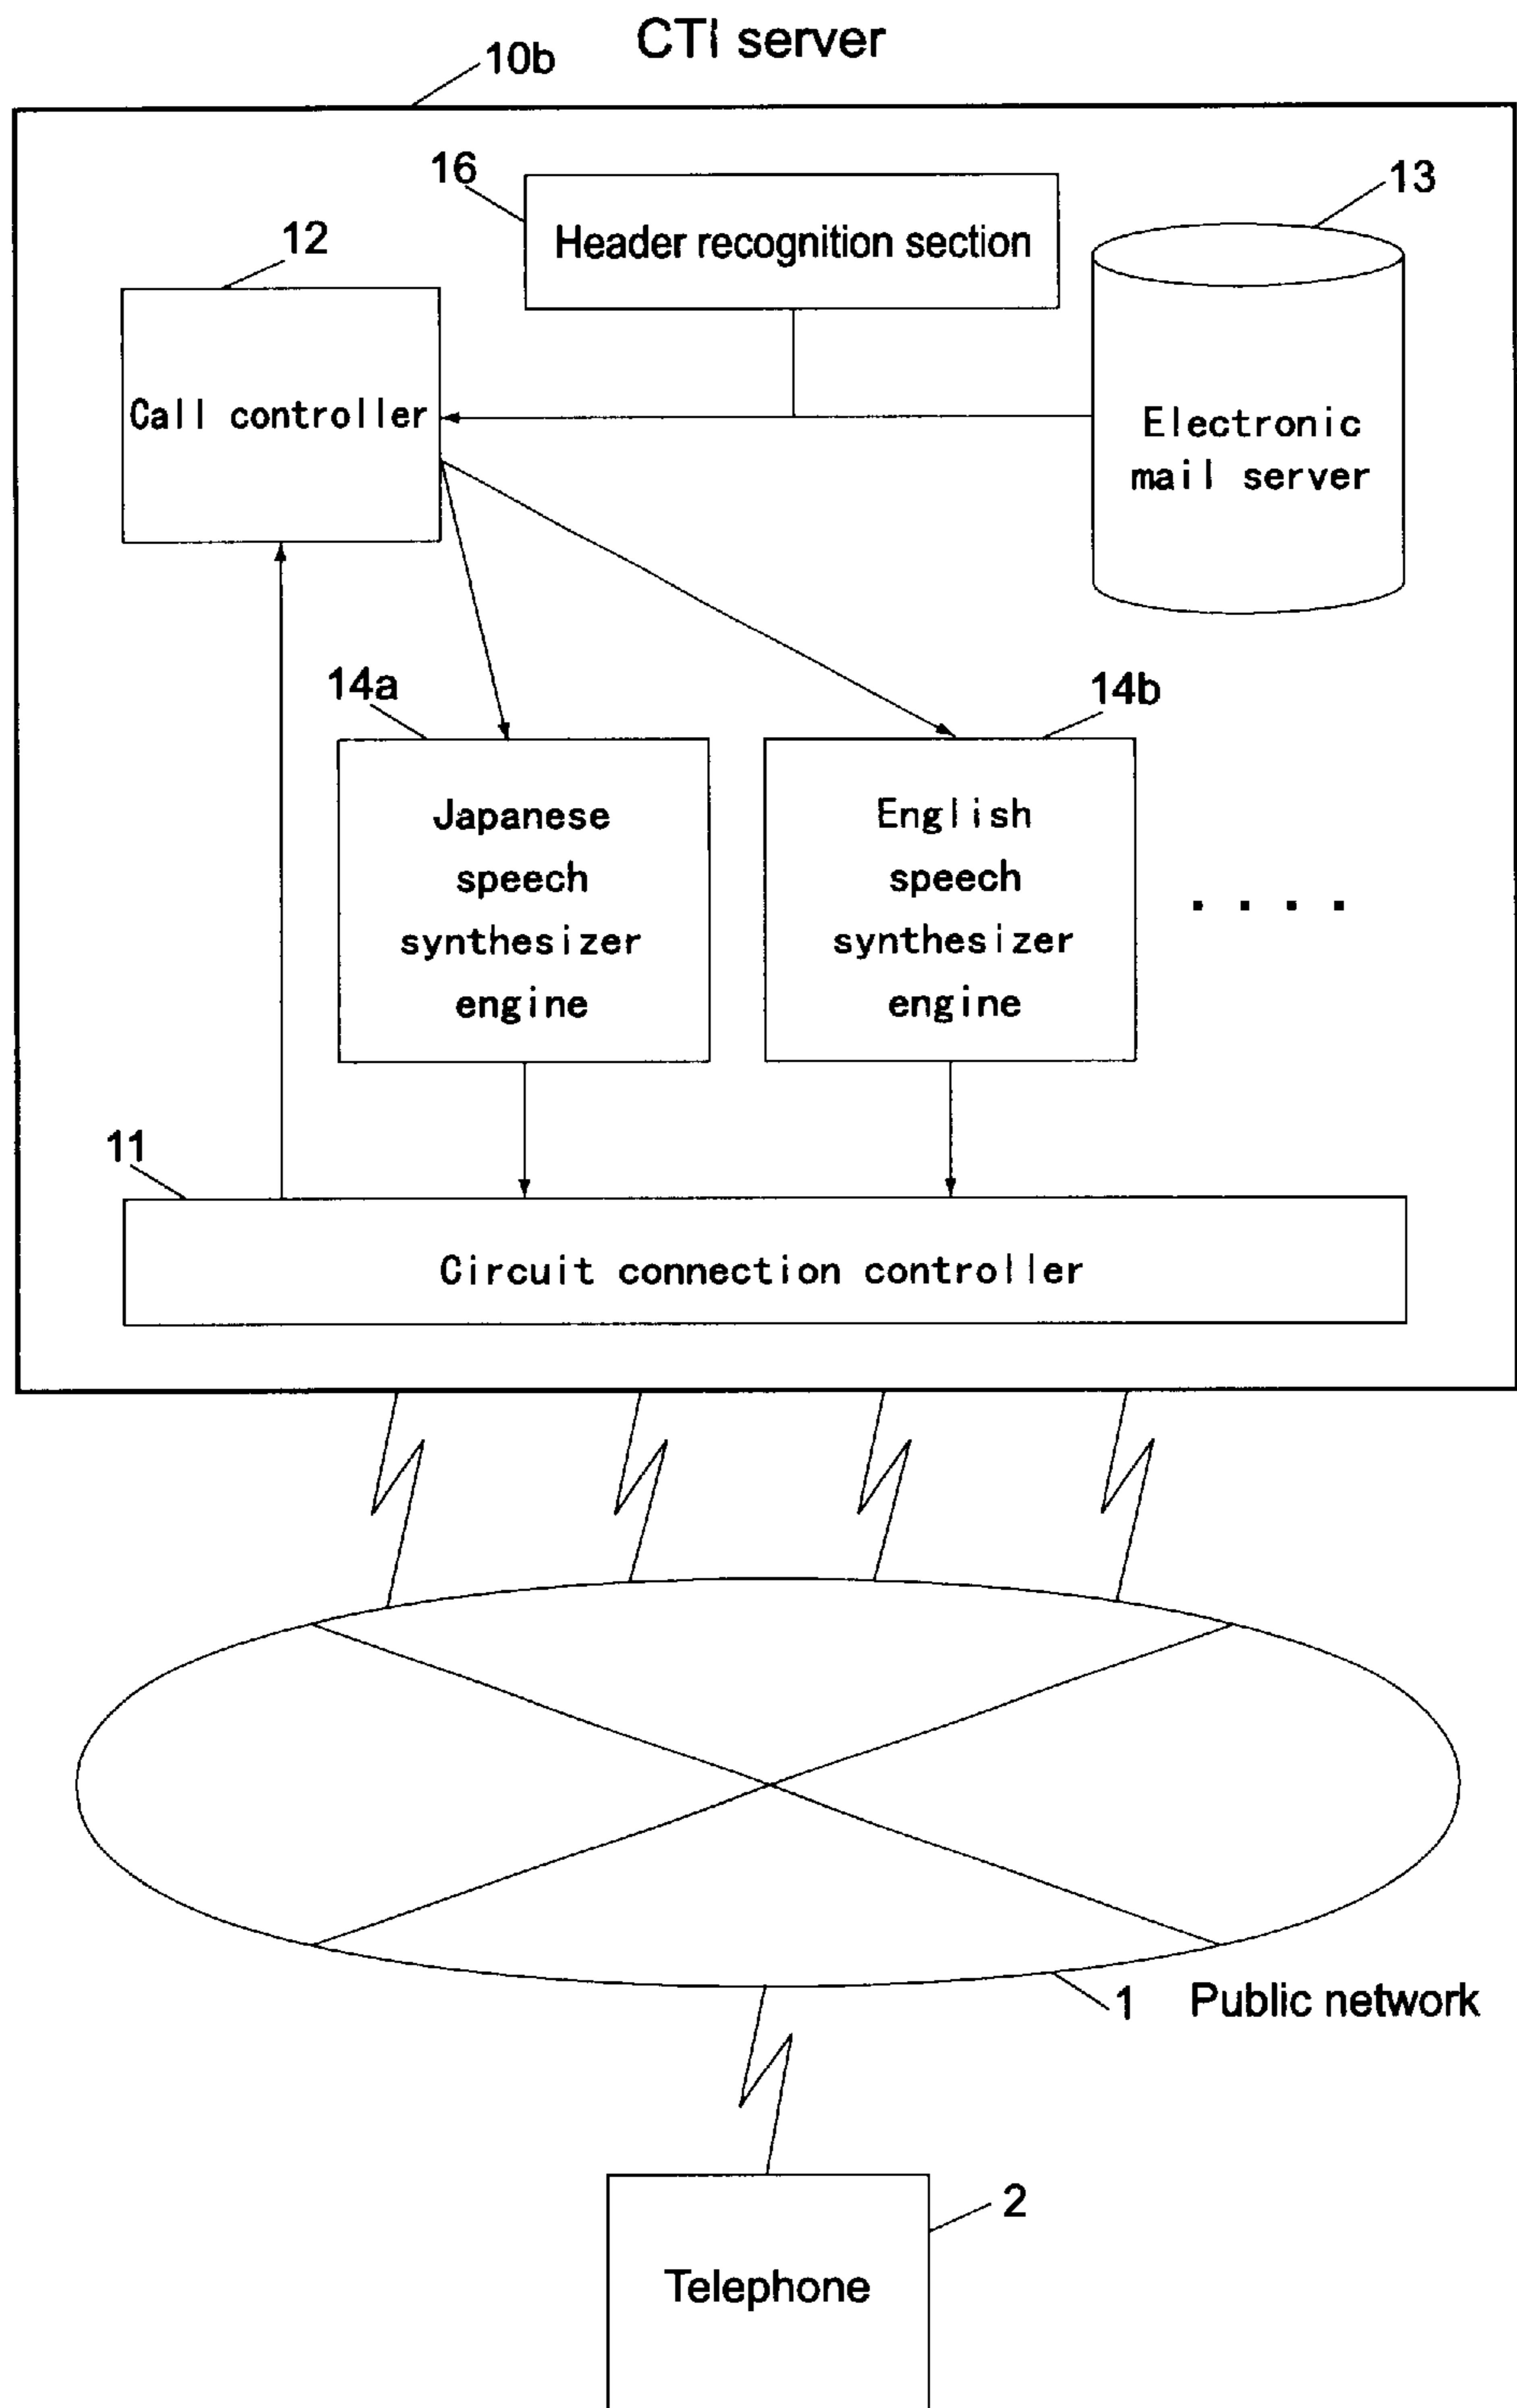 CTI server
10b
16
13
Header recognition section
12
Call controller
Electronic
mail server
14a
14b
Japanese
speech
synthesizer
engine
English
speech
synthesizer
engine
. . . .
11
Circuit connection controller
1
Public network
2
Telephone